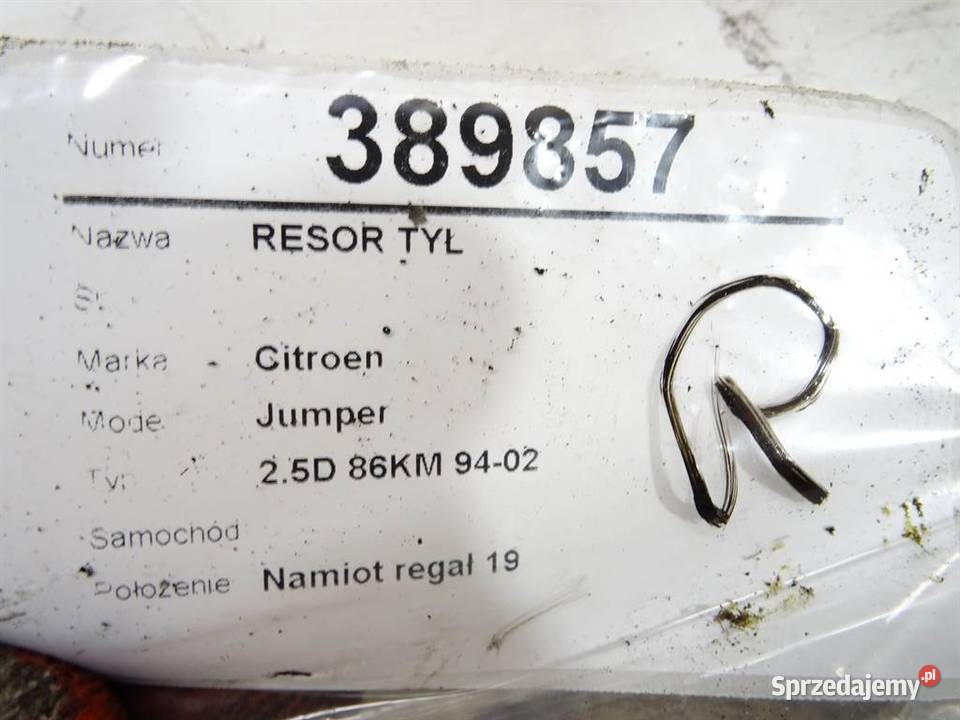 Numer 389857
Nazwa RESOR TYŁ
Marka Citroen
Model Jumper
Typ 2.5D 86KM 94-02
Samochód
Położenie Namiot regał 19
R
Sprzedajemy.pl